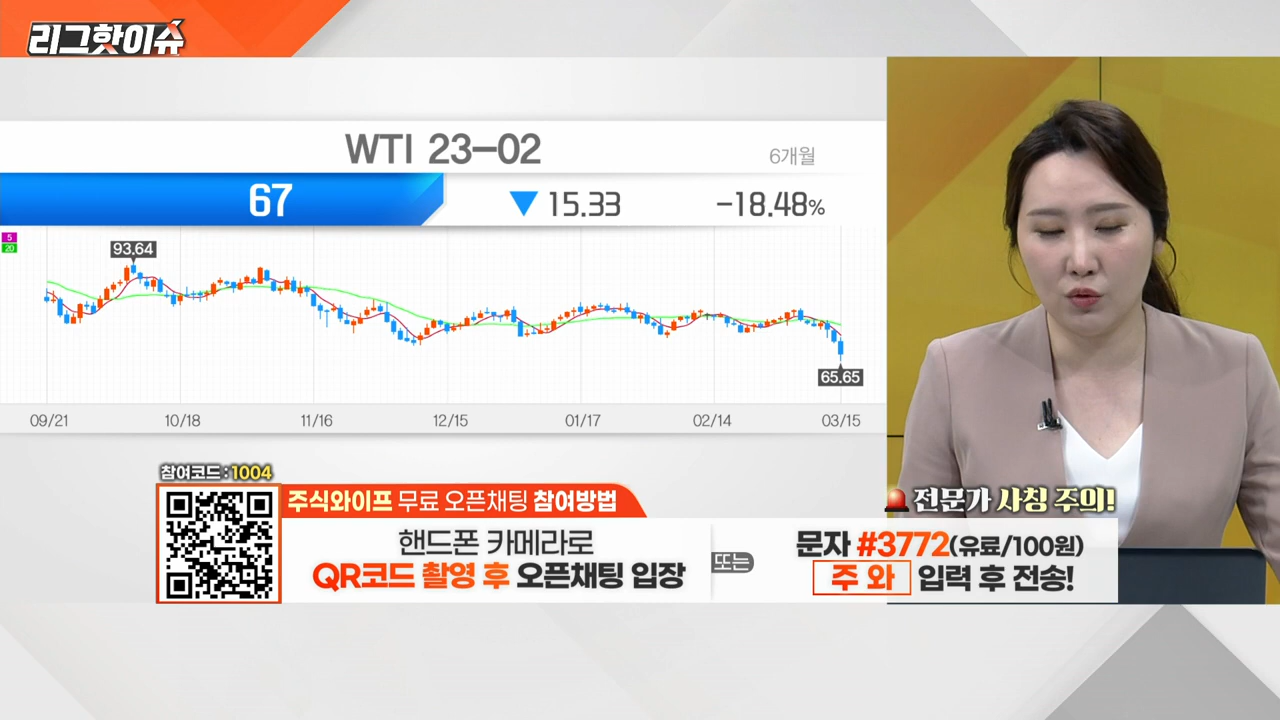 리그핫이슈
WTI 23-02
6개월
67
▼ 15.33
-18.48%
5
20
93.64
65.65
09/21
10/18
11/16
12/15
01/17
02/14
03/15
참여코드 : 1004
주식와이프 무료 오픈채팅 참여방법
핸드폰 카메라로
QR코드 촬영 후 오픈채팅 입장
또는
전문가 사칭 주의!
문자 #3772(유료/100원)
주 와 입력 후 전송!